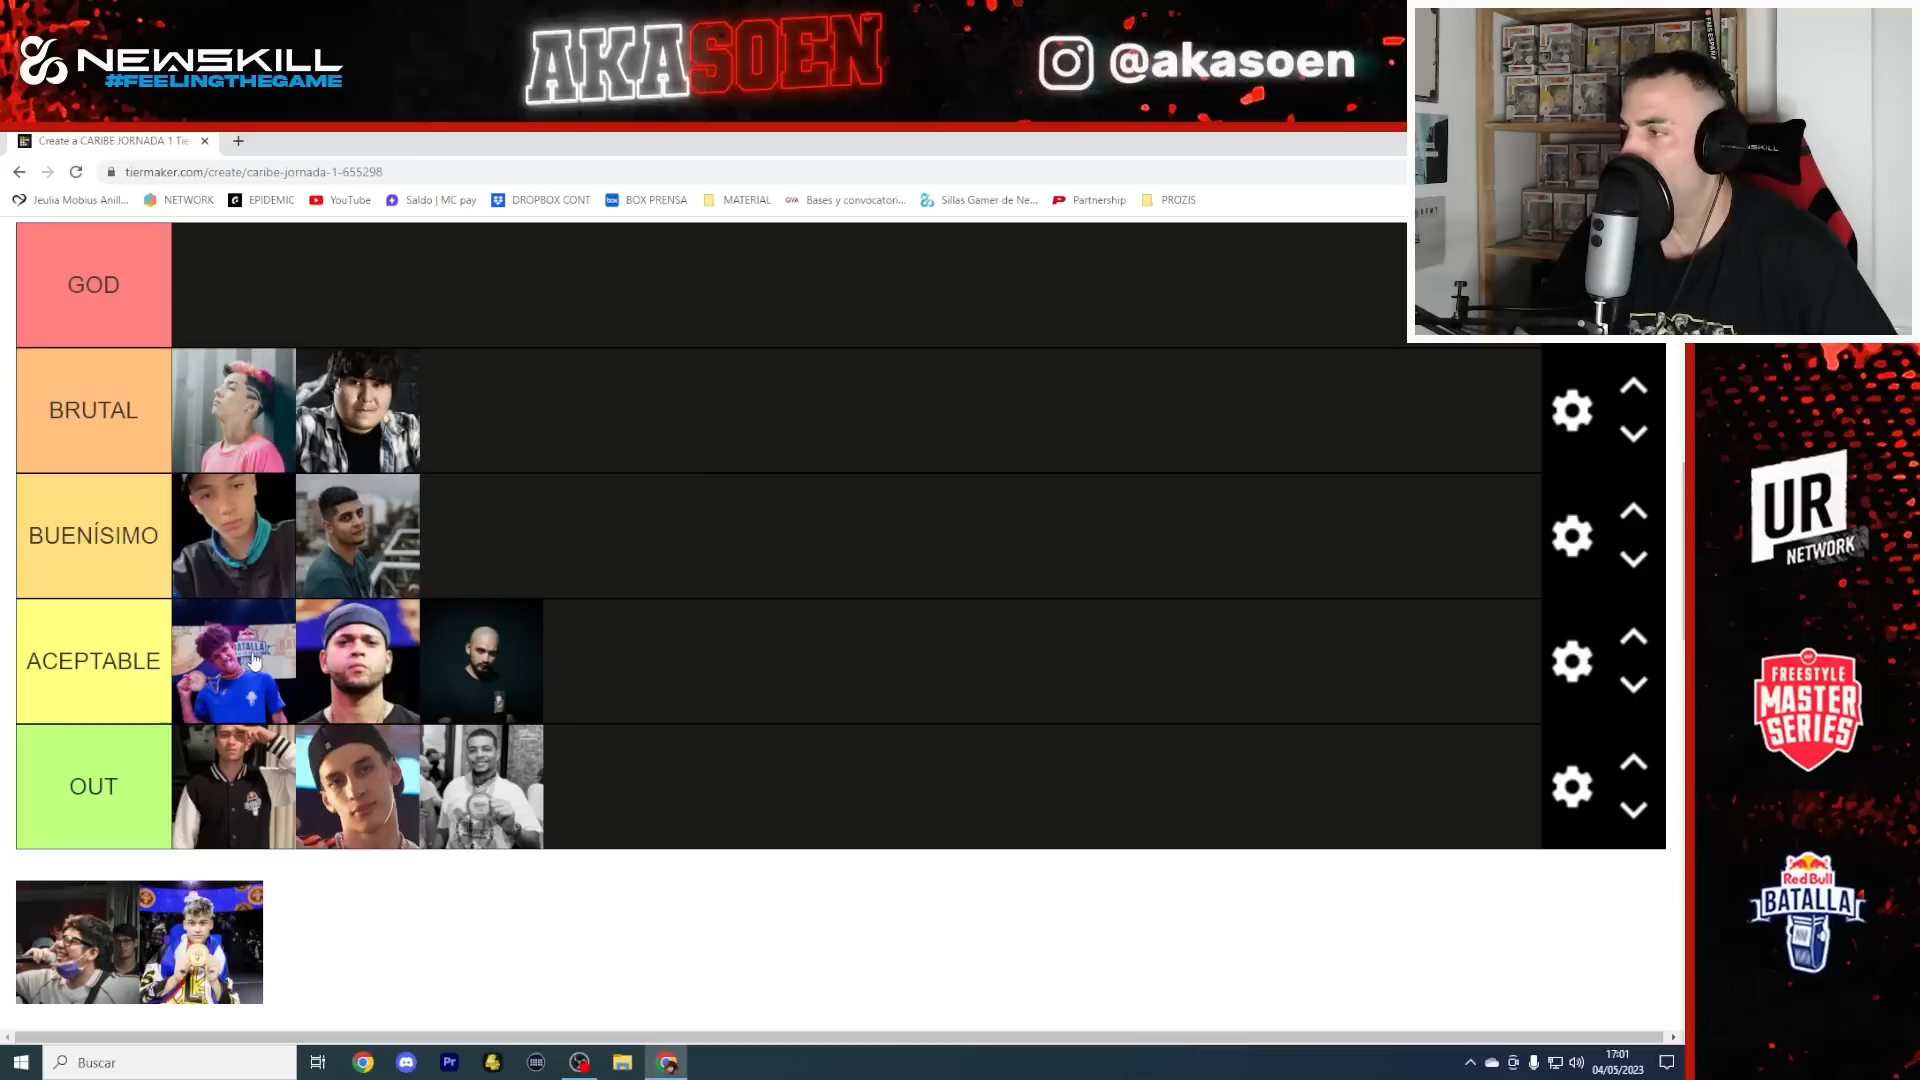 NEWSKILL
#FEELINGTHEGAME
AKASOEN
@akasoen
Create a CARIBE JORNADA 1 Tie
tiermaker.com/create/caribe-jornada-1-655298
Jeulia Mobius Anill...
NETWORK
EPIDEMIC
YouTube
Saldo | MC pay
DROPBOX CONT
BOX PRENSA
MATERIAL
Bases y convocatori...
Sillas Gamer de Ne...
Partnership
PROZIS
GOD
BRUTAL
BUENÍSIMO
ACEPTABLE
OUT
UR
NETWORK
FREESTYLE
MASTER
SERIES
Red Bull
BATALLA
Buscar
Pr
17:01
04/05/2023